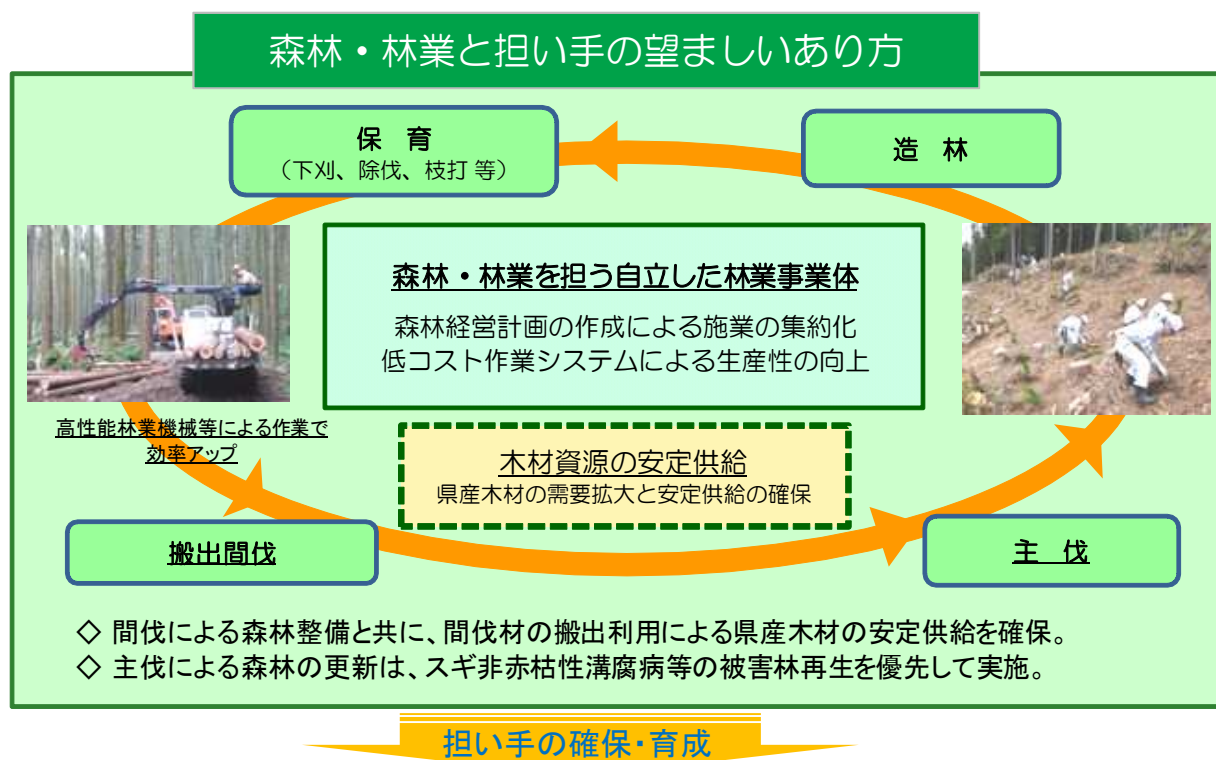 森林・林業と担い手の望ましいあり方
保　育
（下刈、除伐、枝打 等）
造　林
森林・林業を担う自立した林業事業体
森林経営計画の作成による施業の集約化
低コスト作業システムによる生産性の向上
高性能林業機械等による作業で
効率アップ
木材資源の安定供給
県産木材の需要拡大と安定供給の確保
搬出間伐
主　伐
◇ 間伐による森林整備と共に、間伐材の搬出利用による県産木材の安定供給を確保。
◇ 主伐による森林の更新は、スギ非赤枯性溝腐病等の被害林再生を優先して実施。
担い手の確保・育成